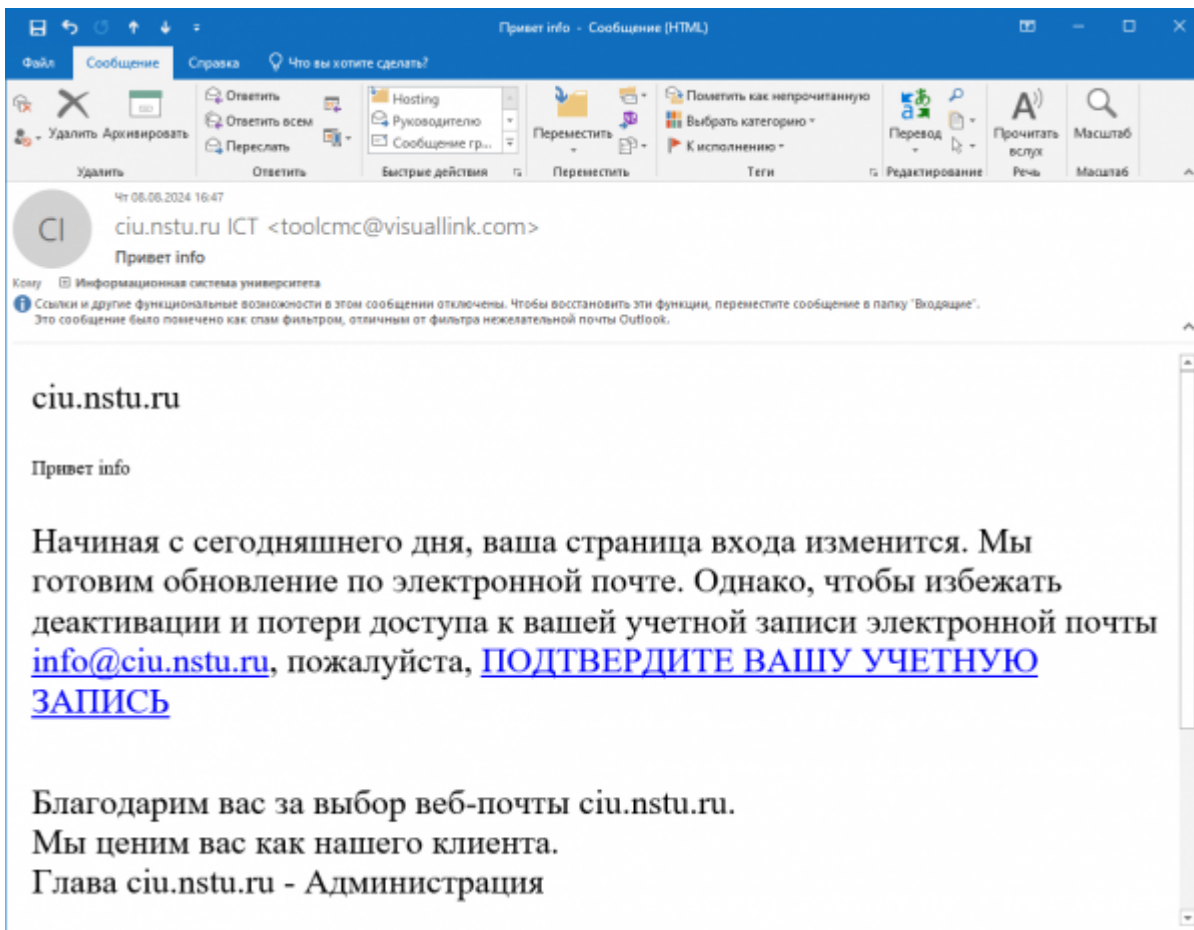 Привет info - Сообщение (HTML)
Файл Сообщение Справка Что вы хотите сделать?
Удалить Архивировать
Удалить
Ответить
Ответить всем
Переслать
Ответить
Hosting
Руководителю
Сообщение гр...
Быстрые действия
Переместить
Переместить
Пометить как непрочитанную
Выбрать категорию
К исполнению
Теги
Перевод
Редактирование
Прочитать
вслух
Речь
Масштаб
Масштаб
Чт 08.08.2024 16:47
CI
ciu.nstu.ru ICT <toolcmc@visuallink.com>
Привет info
Кому Информационная система университета
Ссылки и другие функциональные возможности в этом сообщении отключены. Чтобы восстановить эти функции, переместите сообщение в папку "Входящие".
Это сообщение было помечено как спам фильтром, отличным от фильтра нежелательной почты Outlook.
ciu.nstu.ru
Привет info
Начиная с сегодняшнего дня, ваша страница входа изменится. Мы
готовим обновление по электронной почте. Однако, чтобы избежать
деактивации и потери доступа к вашей учетной записи электронной почты
info@ciu.nstu.ru, пожалуйста, ПОДТВЕРДИТЕ ВАШУ УЧЕТНУЮ
ЗАПИСЬ
Благодарим вас за выбор веб-почты ciu.nstu.ru.
Мы ценим вас как нашего клиента.
Глава ciu.nstu.ru - Администрация